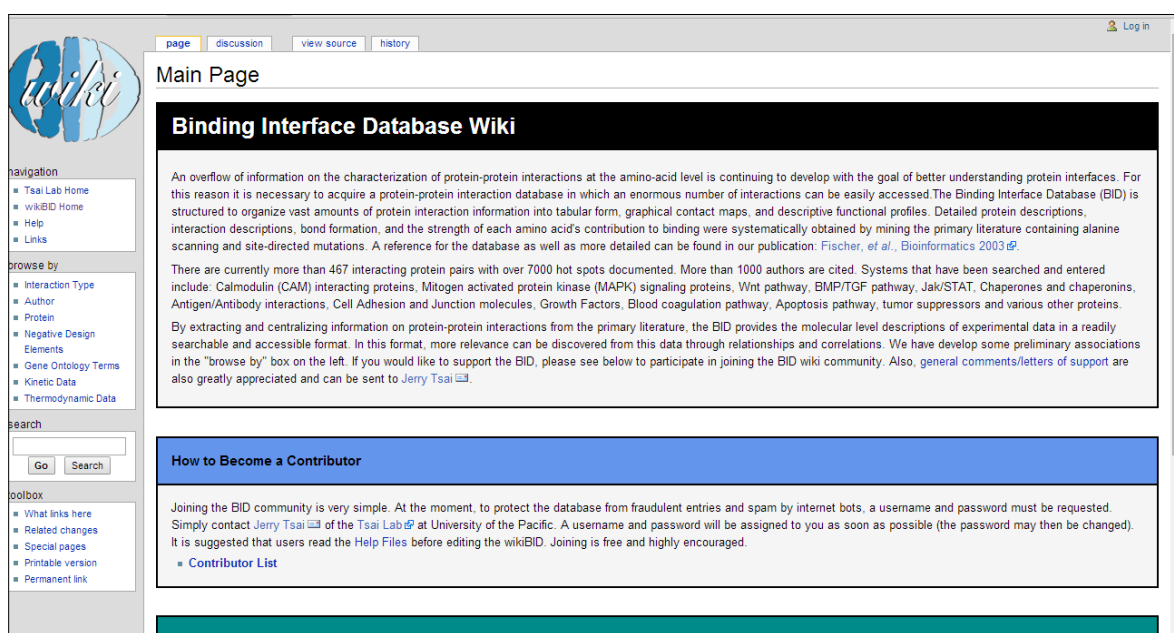 Log in
page
discussion
view source
history
wiki
Main Page
Binding Interface Database Wiki
An overflow of information on the characterization of protein-protein interactions at the amino-acid level is continuing to develop with the goal of better understanding protein interfaces. For
this reason it is necessary to acquire a protein-protein interaction database in which an enormous number of interactions can be easily accessed.The Binding Interface Database (BID) is
structured to organize vast amounts of protein interaction information into tabular form, graphical contact maps, and descriptive functional profiles. Detailed protein descriptions,
interaction descriptions, bond formation, and the strength of each amino acid's contribution to binding were systematically obtained by mining the primary literature containing alanine
scanning and site-directed mutations. A reference for the database as well as more detailed can be found in our publication: Fischer, et al., Bioinformatics 2003.
There are currently more than 467 interacting protein pairs with over 7000 hot spots documented. More than 1000 authors are cited. Systems that have been searched and entered
include: Calmodulin (CAM) interacting proteins, Mitogen activated protein kinase (MAPK) signaling proteins, Wnt pathway, BMP/TGF pathway, Jak/STAT, Chaperones and chaperonins,
Antigen/Antibody interactions, Cell Adhesion and Junction molecules, Growth Factors, Blood coagulation pathway, Apoptosis pathway, tumor suppressors and various other proteins.
By extracting and centralizing information on protein-protein interactions from the primary literature, the BID provides the molecular level descriptions of experimental data in a readily
searchable and accessible format. In this format, more relevance can be discovered from this data through relationships and correlations. We have develop some preliminary associations
in the "browse by" box on the left. If you would like to support the BID, please see below to participate in joining the BID wiki community. Also, general comments/letters of support are
also greatly appreciated and can be sent to Jerry Tsai.
How to Become a Contributor
Joining the BID community is very simple. At the moment, to protect the database from fraudulent entries and spam by internet bots, a username and password must be requested.
Simply contact Jerry Tsai of the Tsai Lab at University of the Pacific. A username and password will be assigned to you as soon as possible (the password may then be changed).
It is suggested that users read the Help Files before editing the wikiBID. Joining is free and highly encouraged.
Contributor List
navigation
Tsai Lab Home
wikiBID Home
Help
Links
browse by
Interaction Type
Author
Protein
Negative Design
Elements
Gene Ontology Terms
Kinetic Data
Thermodynamic Data
search
Go
Search
toolbox
What links here
Related changes
Special pages
Printable version
Permanent link